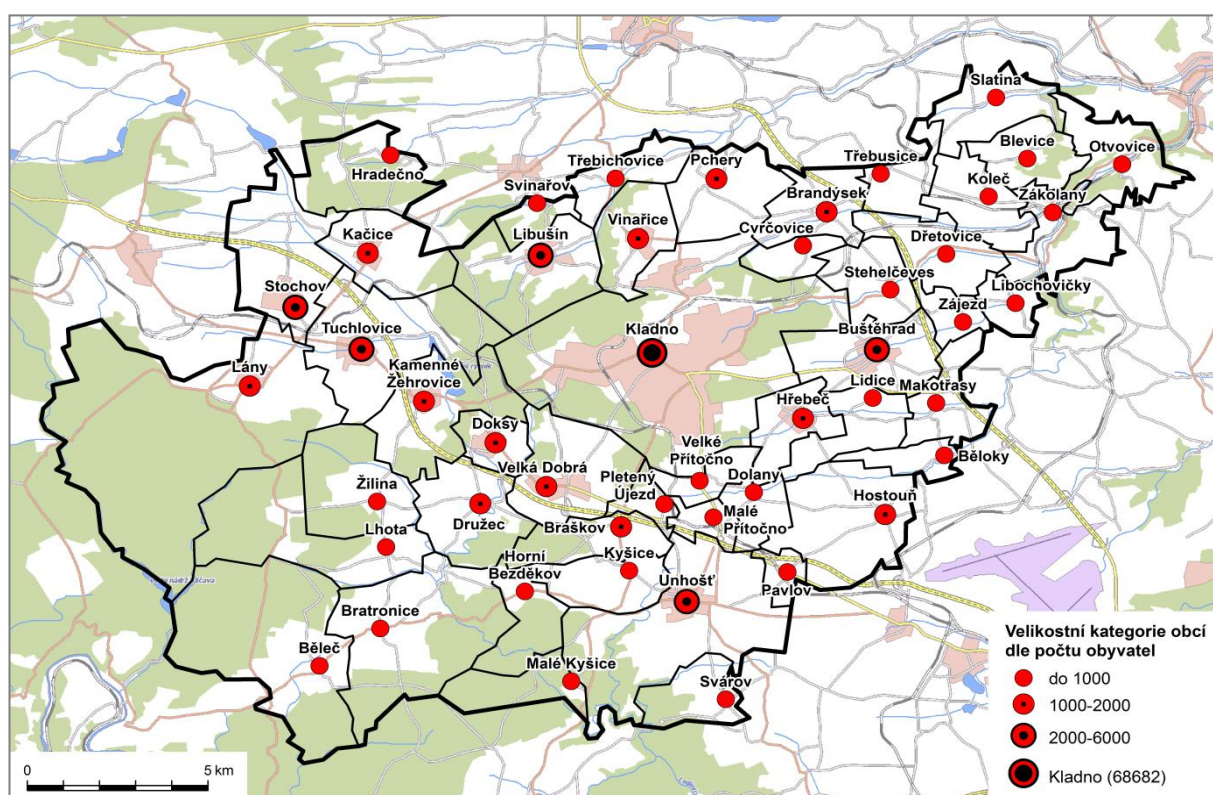 Slatina
Blevice
Otvovice
Třebichovice
Pchery
Třebusice
Koleč
Hradečno
Svinařov
Brandýsek
Zákolany
Vinařice
Kačice
Libušín
Cvrčovice
Dřetovice
Stehelčeves
Libochovičky
Stochov
Zájezd
Tuchlovice
Kladno
Buštěhrad
Lány
Kamenné
Žehrovice
Lidice
Makotřasy
Hřebeč
Doksy
Velké
Přítočno
Běloky
Velká Dobrá
Pletený
Újezd
Dolany
Žilina
Hostouň
Družec
Malé
Přítočno
Braškov
Lhota
Horní
Bezděkov
Kyšice
Unhošť
Pavlov
Bratronice
Běleč
Malé Kyšice
Svárov
Velikostní kategorie obcí
dle počtu obyvatel
do 1000
1000-2000
2000-6000
Kladno (68682)
0 5 km